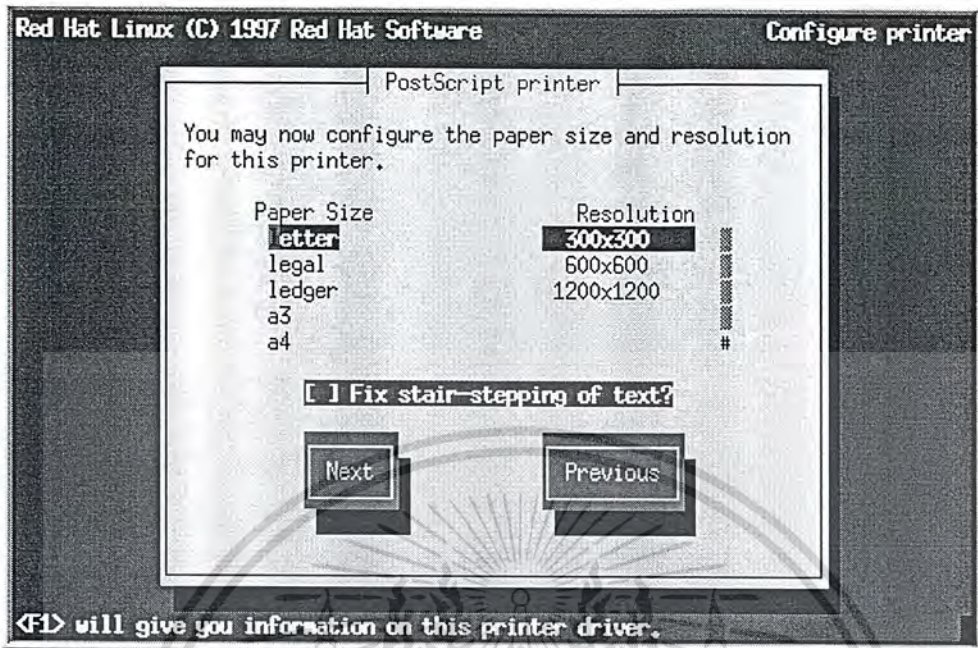 Red Hat Linux (C) 1997 Red Hat Software Configure printer
PostScript printer
You may now configure the paper size and resolution
for this printer.
Paper Size Resolution
letter 300x300
legal 600x600
ledger 1200x1200
a3
a4 #
[ ] Fix stair-stepping of text?
Next Previous
<F1> will give you information on this printer driver.